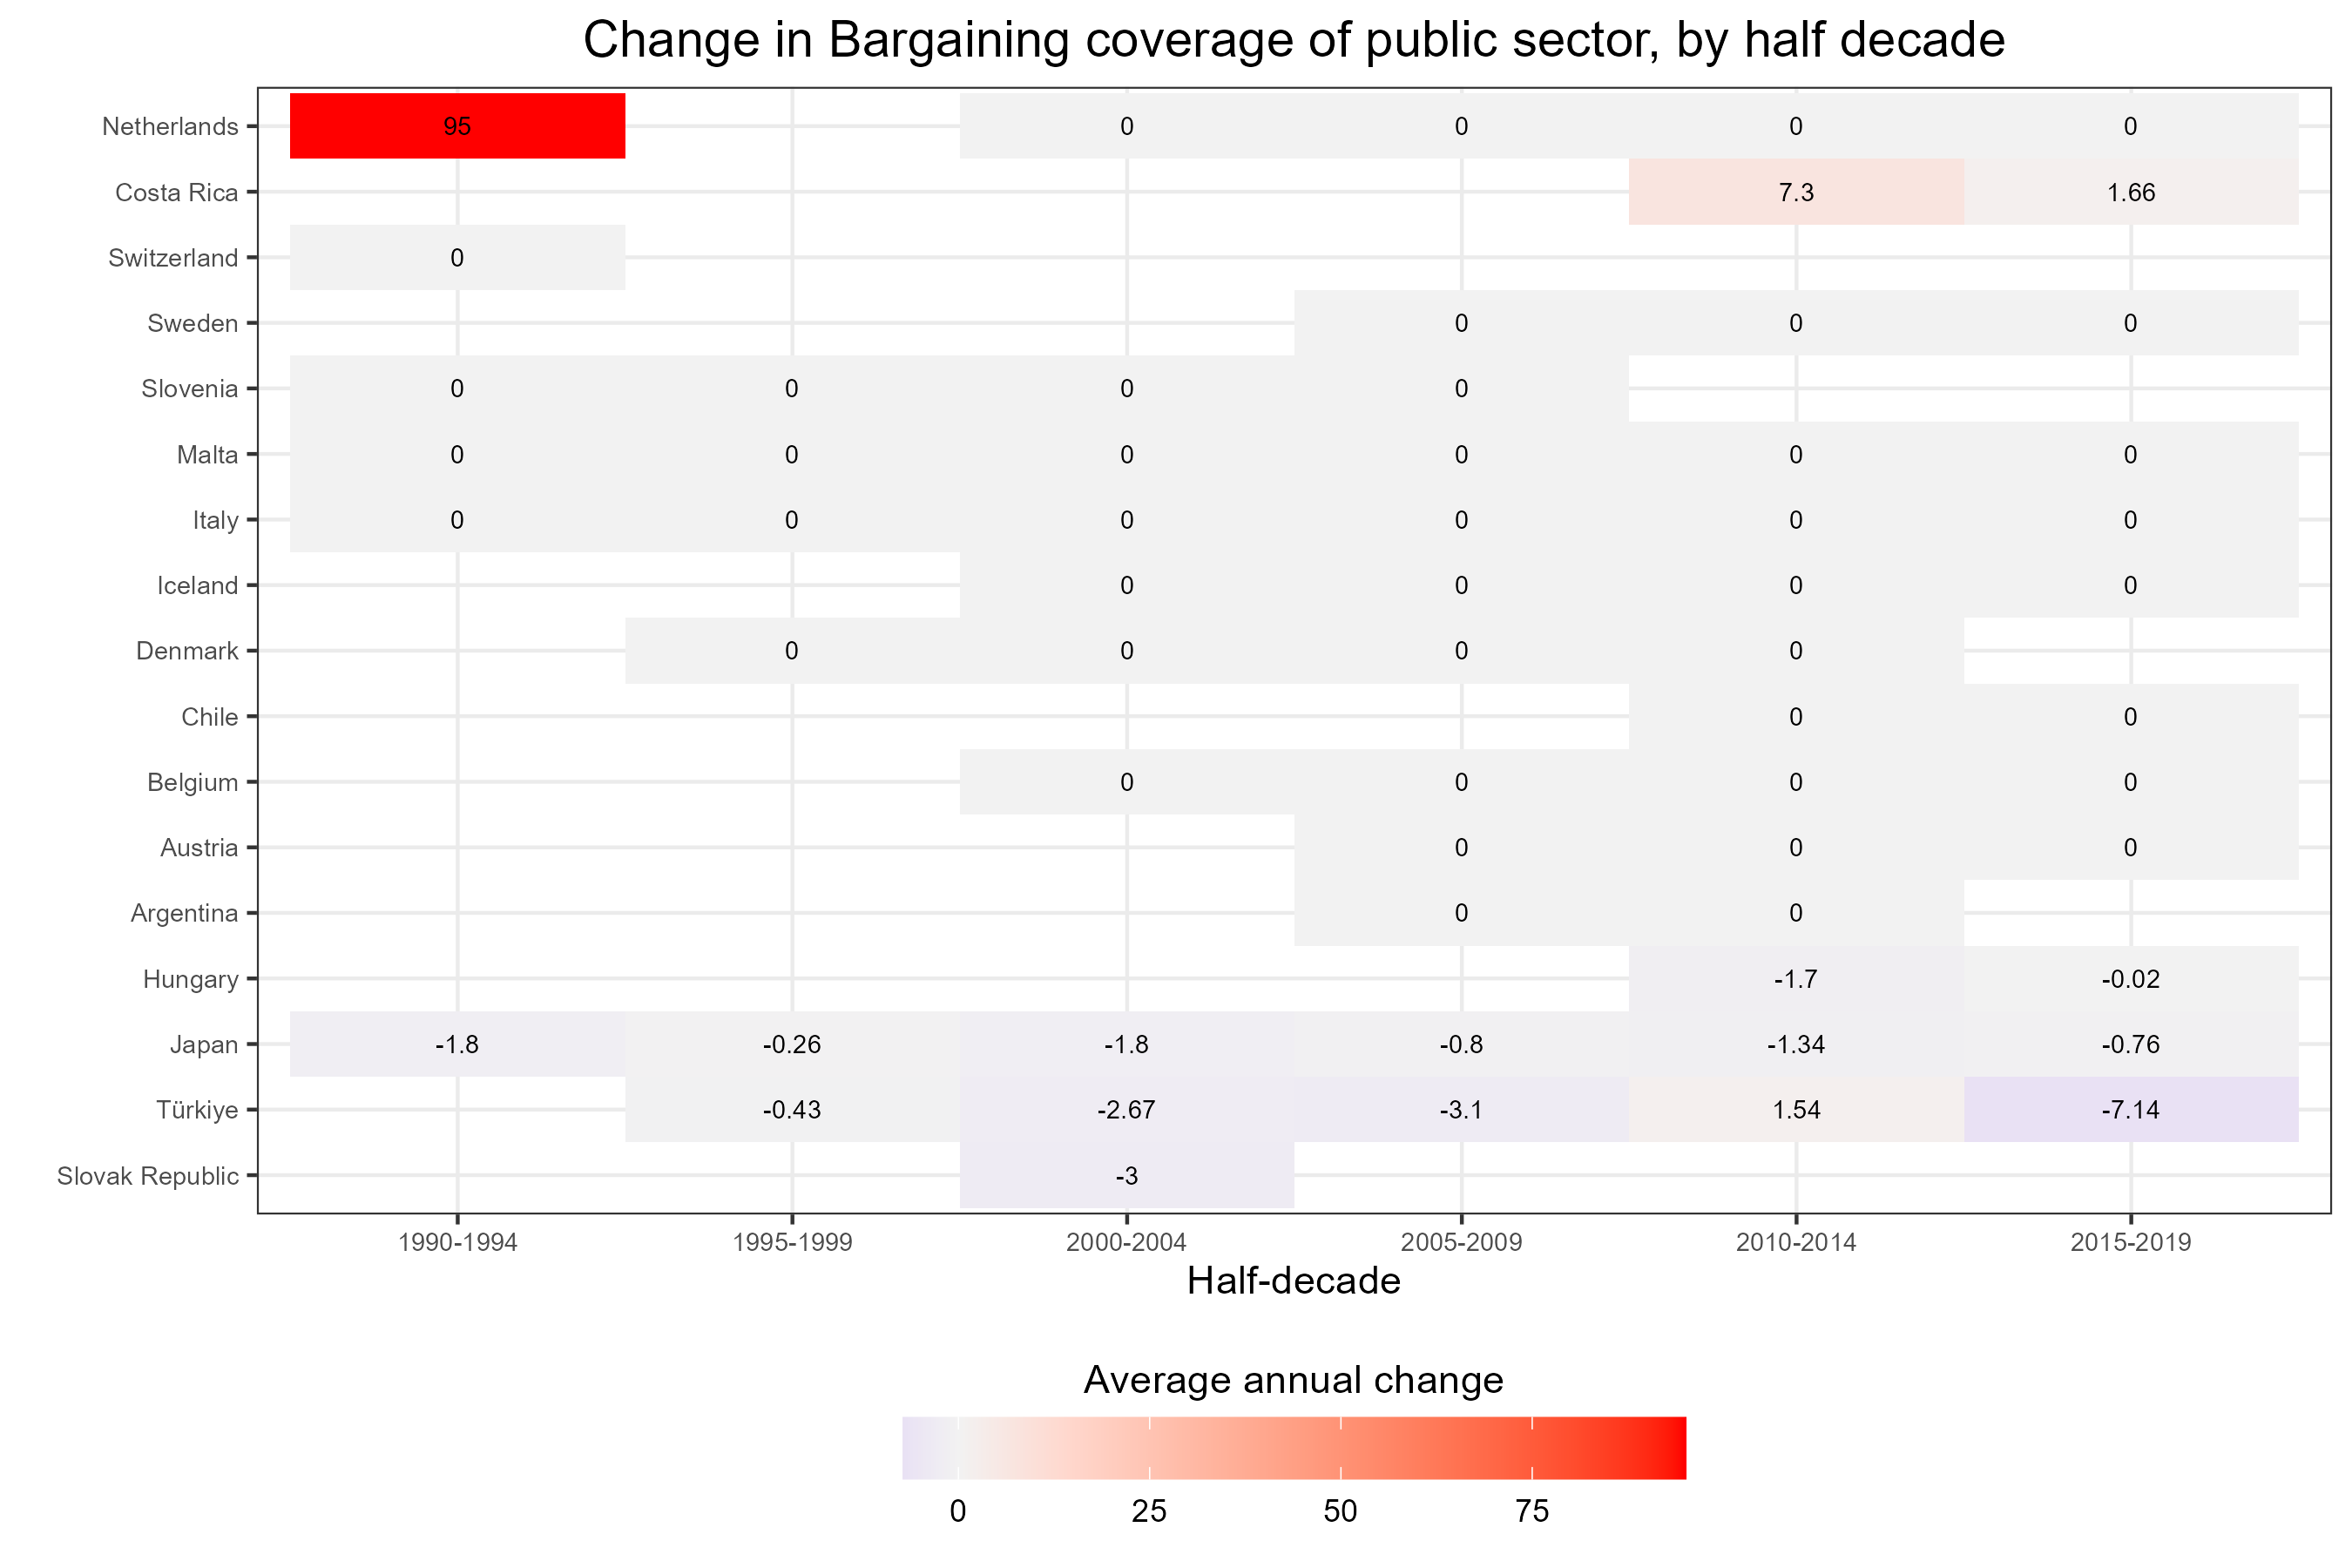 Change in Bargaining coverage of public sector, by half decade
Netherlands 95 0 0 0 0
Costa Rica 7.3 1.66
Switzerland 0
Sweden 0 0 0
Slovenia 0 0 0 0
Malta 0 0 0 0 0 0
Italy 0 0 0 0 0 0
Iceland 0 0 0 0
Denmark 0 0 0 0
Chile 0 0
Belgium 0 0 0 0
Austria 0 0 0
Argentina 0 0
Hungary -1.7 -0.02
Japan -1.8 -0.26 -1.8 -0.8 -1.34 -0.76
Türkiye -0.43 -2.67 -3.1 1.54 -7.14
Slovak Republic -3
1990-1994 1995-1999 2000-2004 2005-2009 2010-2014 2015-2019
Half-decade
Average annual change
0 25 50 75